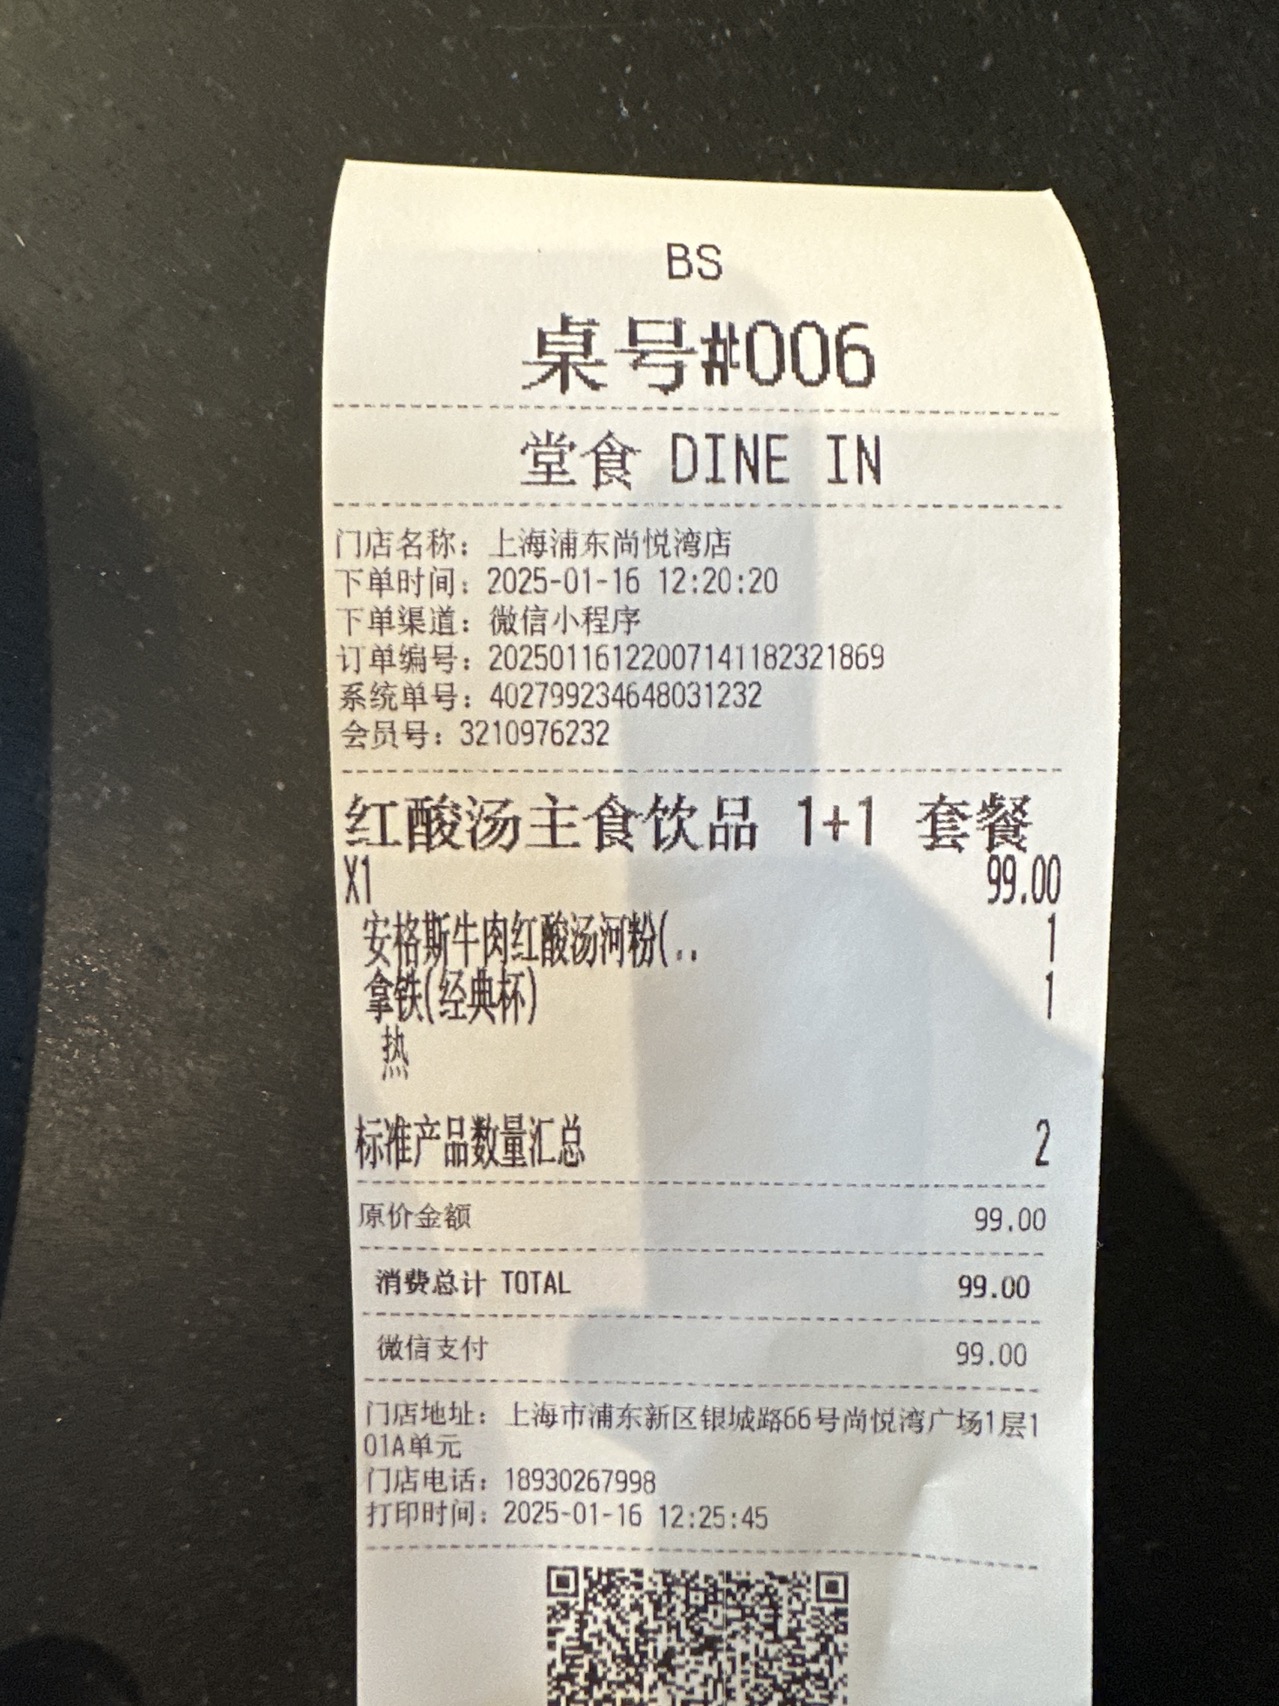 BS
桌号#006
堂食 DINE IN
门店名称：上海浦东尚悦湾店
下单时间：2025-01-16 12:20:20
下单渠道：微信小程序
订单编号：20250116122007141182321869
系统单号：402799234648031232
会员号：3210976232
红酸汤主食饮品 1+1 套餐
X1 99.00
安格斯牛肉红酸汤河粉(.. 1
拿铁(经典杯) 1
热
标准产品数量汇总 2
原价金额 99.00
消费总计 TOTAL 99.00
微信支付 99.00
门店地址：上海市浦东新区银城路66号尚悦湾广场1层1
01A单元
门店电话：18930267998
打印时间：2025-01-16 12:25:45